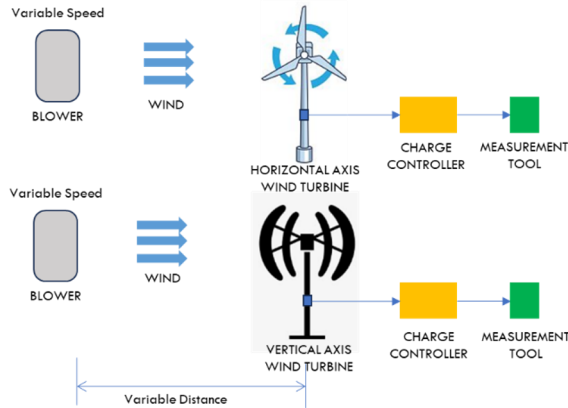 Variable Speed
BLOWER
WIND
HORIZONTAL AXIS
WIND TURBINE
CHARGE
CONTROLLER
MEASUREMENT
TOOL
Variable Speed
BLOWER
WIND
VERTICAL AXIS
WIND TURBINE
CHARGE
CONTROLLER
MEASUREMENT
TOOL
Variable Distance